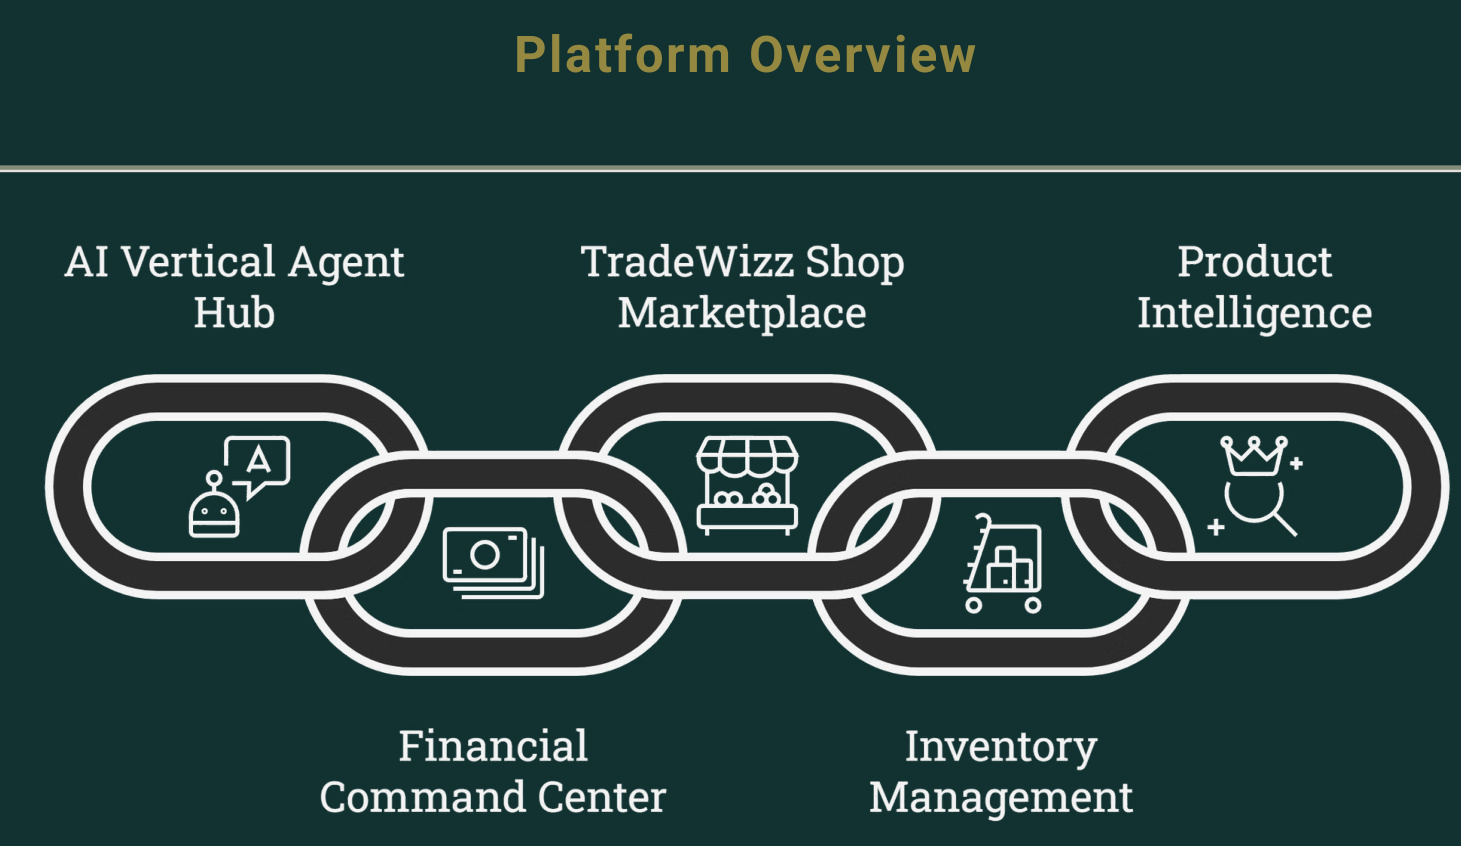 Platform Overview
AI Vertical Agent
Hub
TradeWizz Shop
Marketplace
Product
Intelligence
A
Financial
Command Center
Inventory
Management